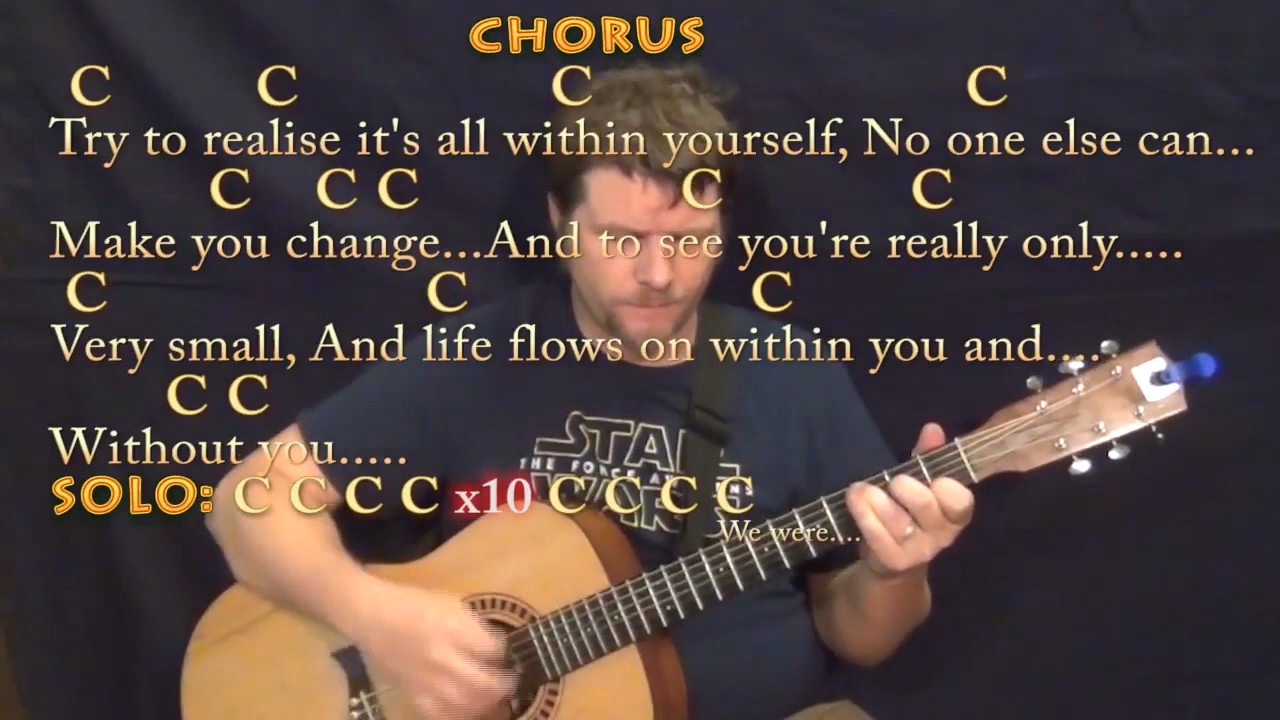 CHORUS
C C C C
Try to realise it's all within yourself, No one else can...
C C C C C
Make you change...And to see you're really only.....
C C C
Very small, And life flows on within you and....
C C
Without you.....
STAR
THE FORCE AWAKENS
WARS
SOLO: C C C C x10 C C C C
We were....